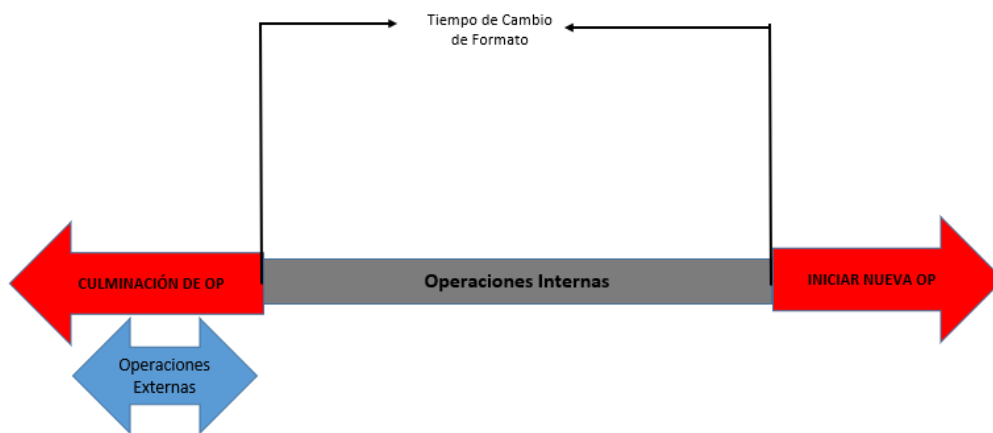 Tiempo de Cambio
de Formato
CULMINACIÓN DE OP
Operaciones Internas
INICIAR NUEVA OP
Operaciones
Externas